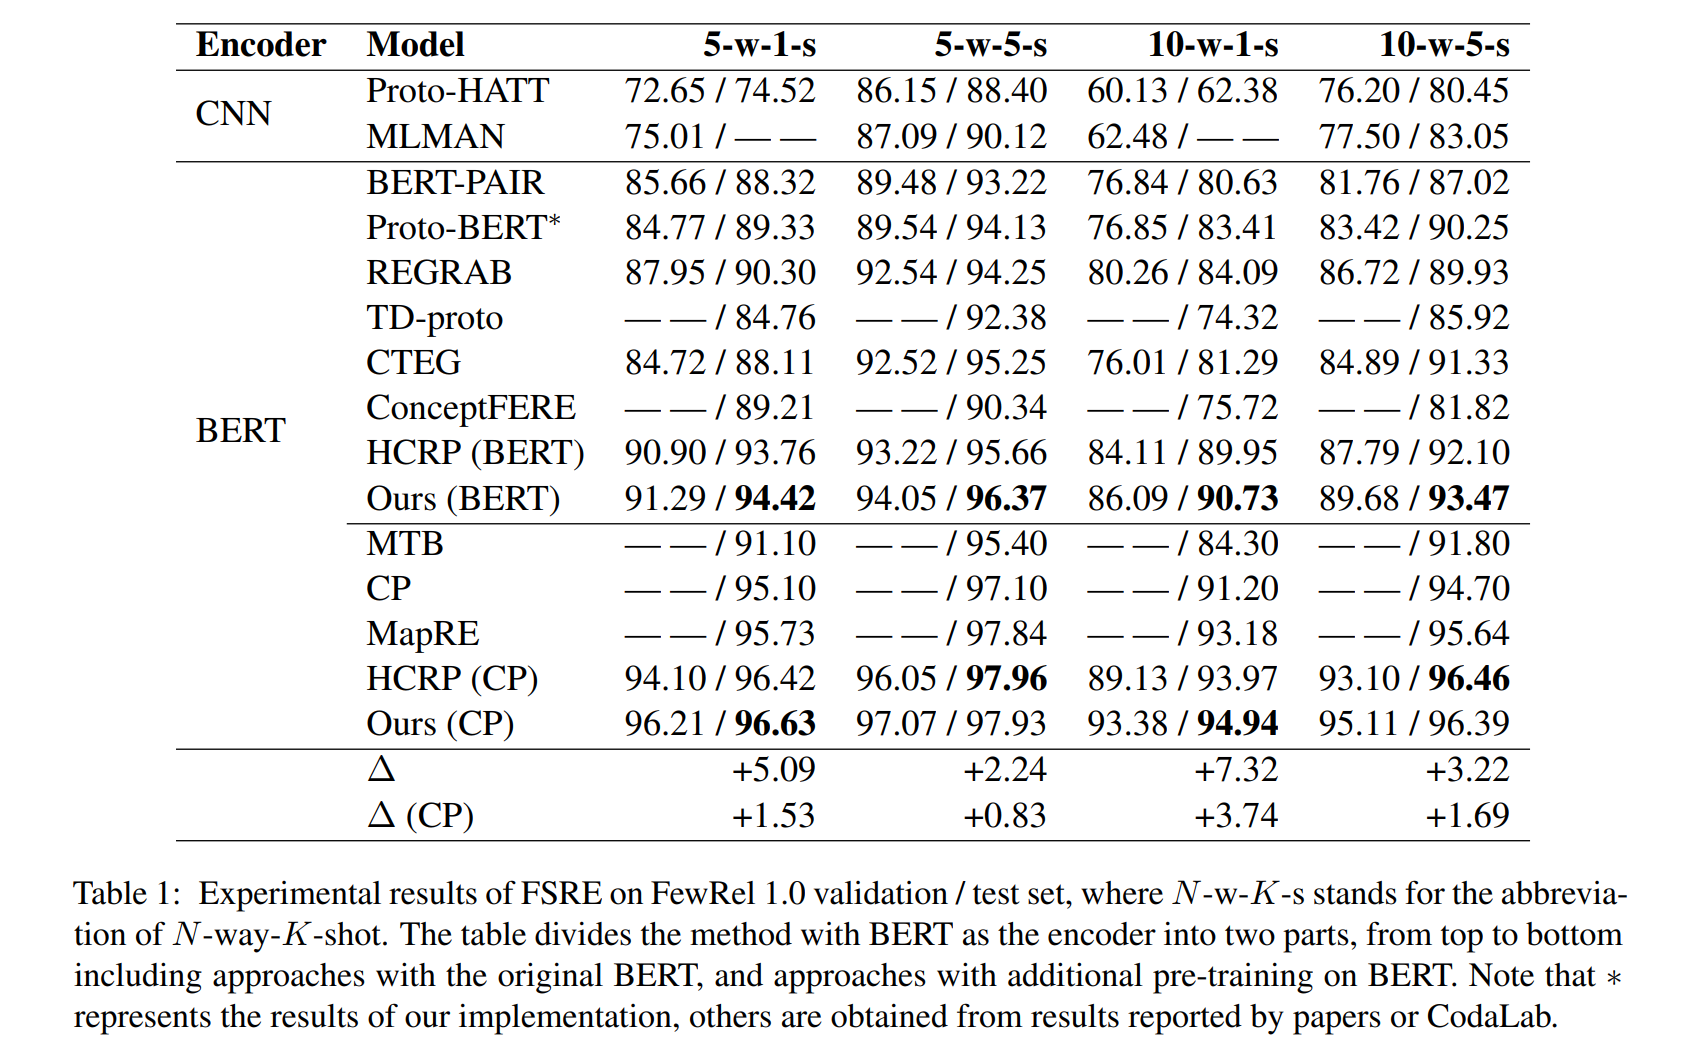 Encoder Model 5-w-1-s 5-w-5-s 10-w-1-s 10-w-5-s
CNN
Proto-HATT 72.65 / 74.52 86.15 / 88.40 60.13 / 62.38 76.20 / 80.45
MLMAN 75.01 / — — 87.09 / 90.12 62.48 / — — 77.50 / 83.05
BERT
BERT-PAIR 85.66 / 88.32 89.48 / 93.22 76.84 / 80.63 81.76 / 87.02
Proto-BERT* 84.77 / 89.33 89.54 / 94.13 76.85 / 83.41 83.42 / 90.25
REGRAB 87.95 / 90.30 92.54 / 94.25 80.26 / 84.09 86.72 / 89.93
TD-proto — — / 84.76 — — / 92.38 — — / 74.32 — — / 85.92
CTEG 84.72 / 88.11 92.52 / 95.25 76.01 / 81.29 84.89 / 91.33
ConceptFERE — — / 89.21 — — / 90.34 — — / 75.72 — — / 81.82
HCRP (BERT) 90.90 / 93.76 93.22 / 95.66 84.11 / 89.95 87.79 / 92.10
Ours (BERT) 91.29 / 94.42 94.05 / 96.37 86.09 / 90.73 89.68 / 93.47
MTB — — / 91.10 — — / 95.40 — — / 84.30 — — / 91.80
CP — — / 95.10 — — / 97.10 — — / 91.20 — — / 94.70
MapRE — — / 95.73 — — / 97.84 — — / 93.18 — — / 95.64
HCRP (CP) 94.10 / 96.42 96.05 / 97.96 89.13 / 93.97 93.10 / 96.46
Ours (CP) 96.21 / 96.63 97.07 / 97.93 93.38 / 94.94 95.11 / 96.39
Δ +5.09 +2.24 +7.32 +3.22
Δ (CP) +1.53 +0.83 +3.74 +1.69
Table 1: Experimental results of FSRE on FewRel 1.0 validation / test set, where N-w-K-s stands for the abbrevia-
tion of N-way-K-shot. The table divides the method with BERT as the encoder into two parts, from top to bottom
including approaches with the original BERT, and approaches with additional pre-training on BERT. Note that ∗
represents the results of our implementation, others are obtained from results reported by papers or CodaLab.